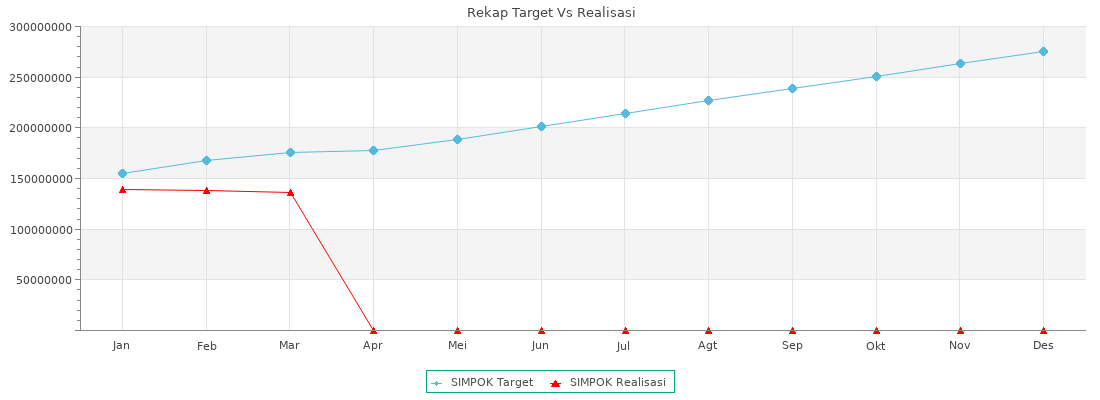 Rekap Target Vs Realisasi
300000000
250000000
200000000
150000000
100000000
50000000
Jan Feb Mar Apr Mei Jun Jul Agt Sep Okt Nov Des
SIMPOK Target SIMPOK Realisasi